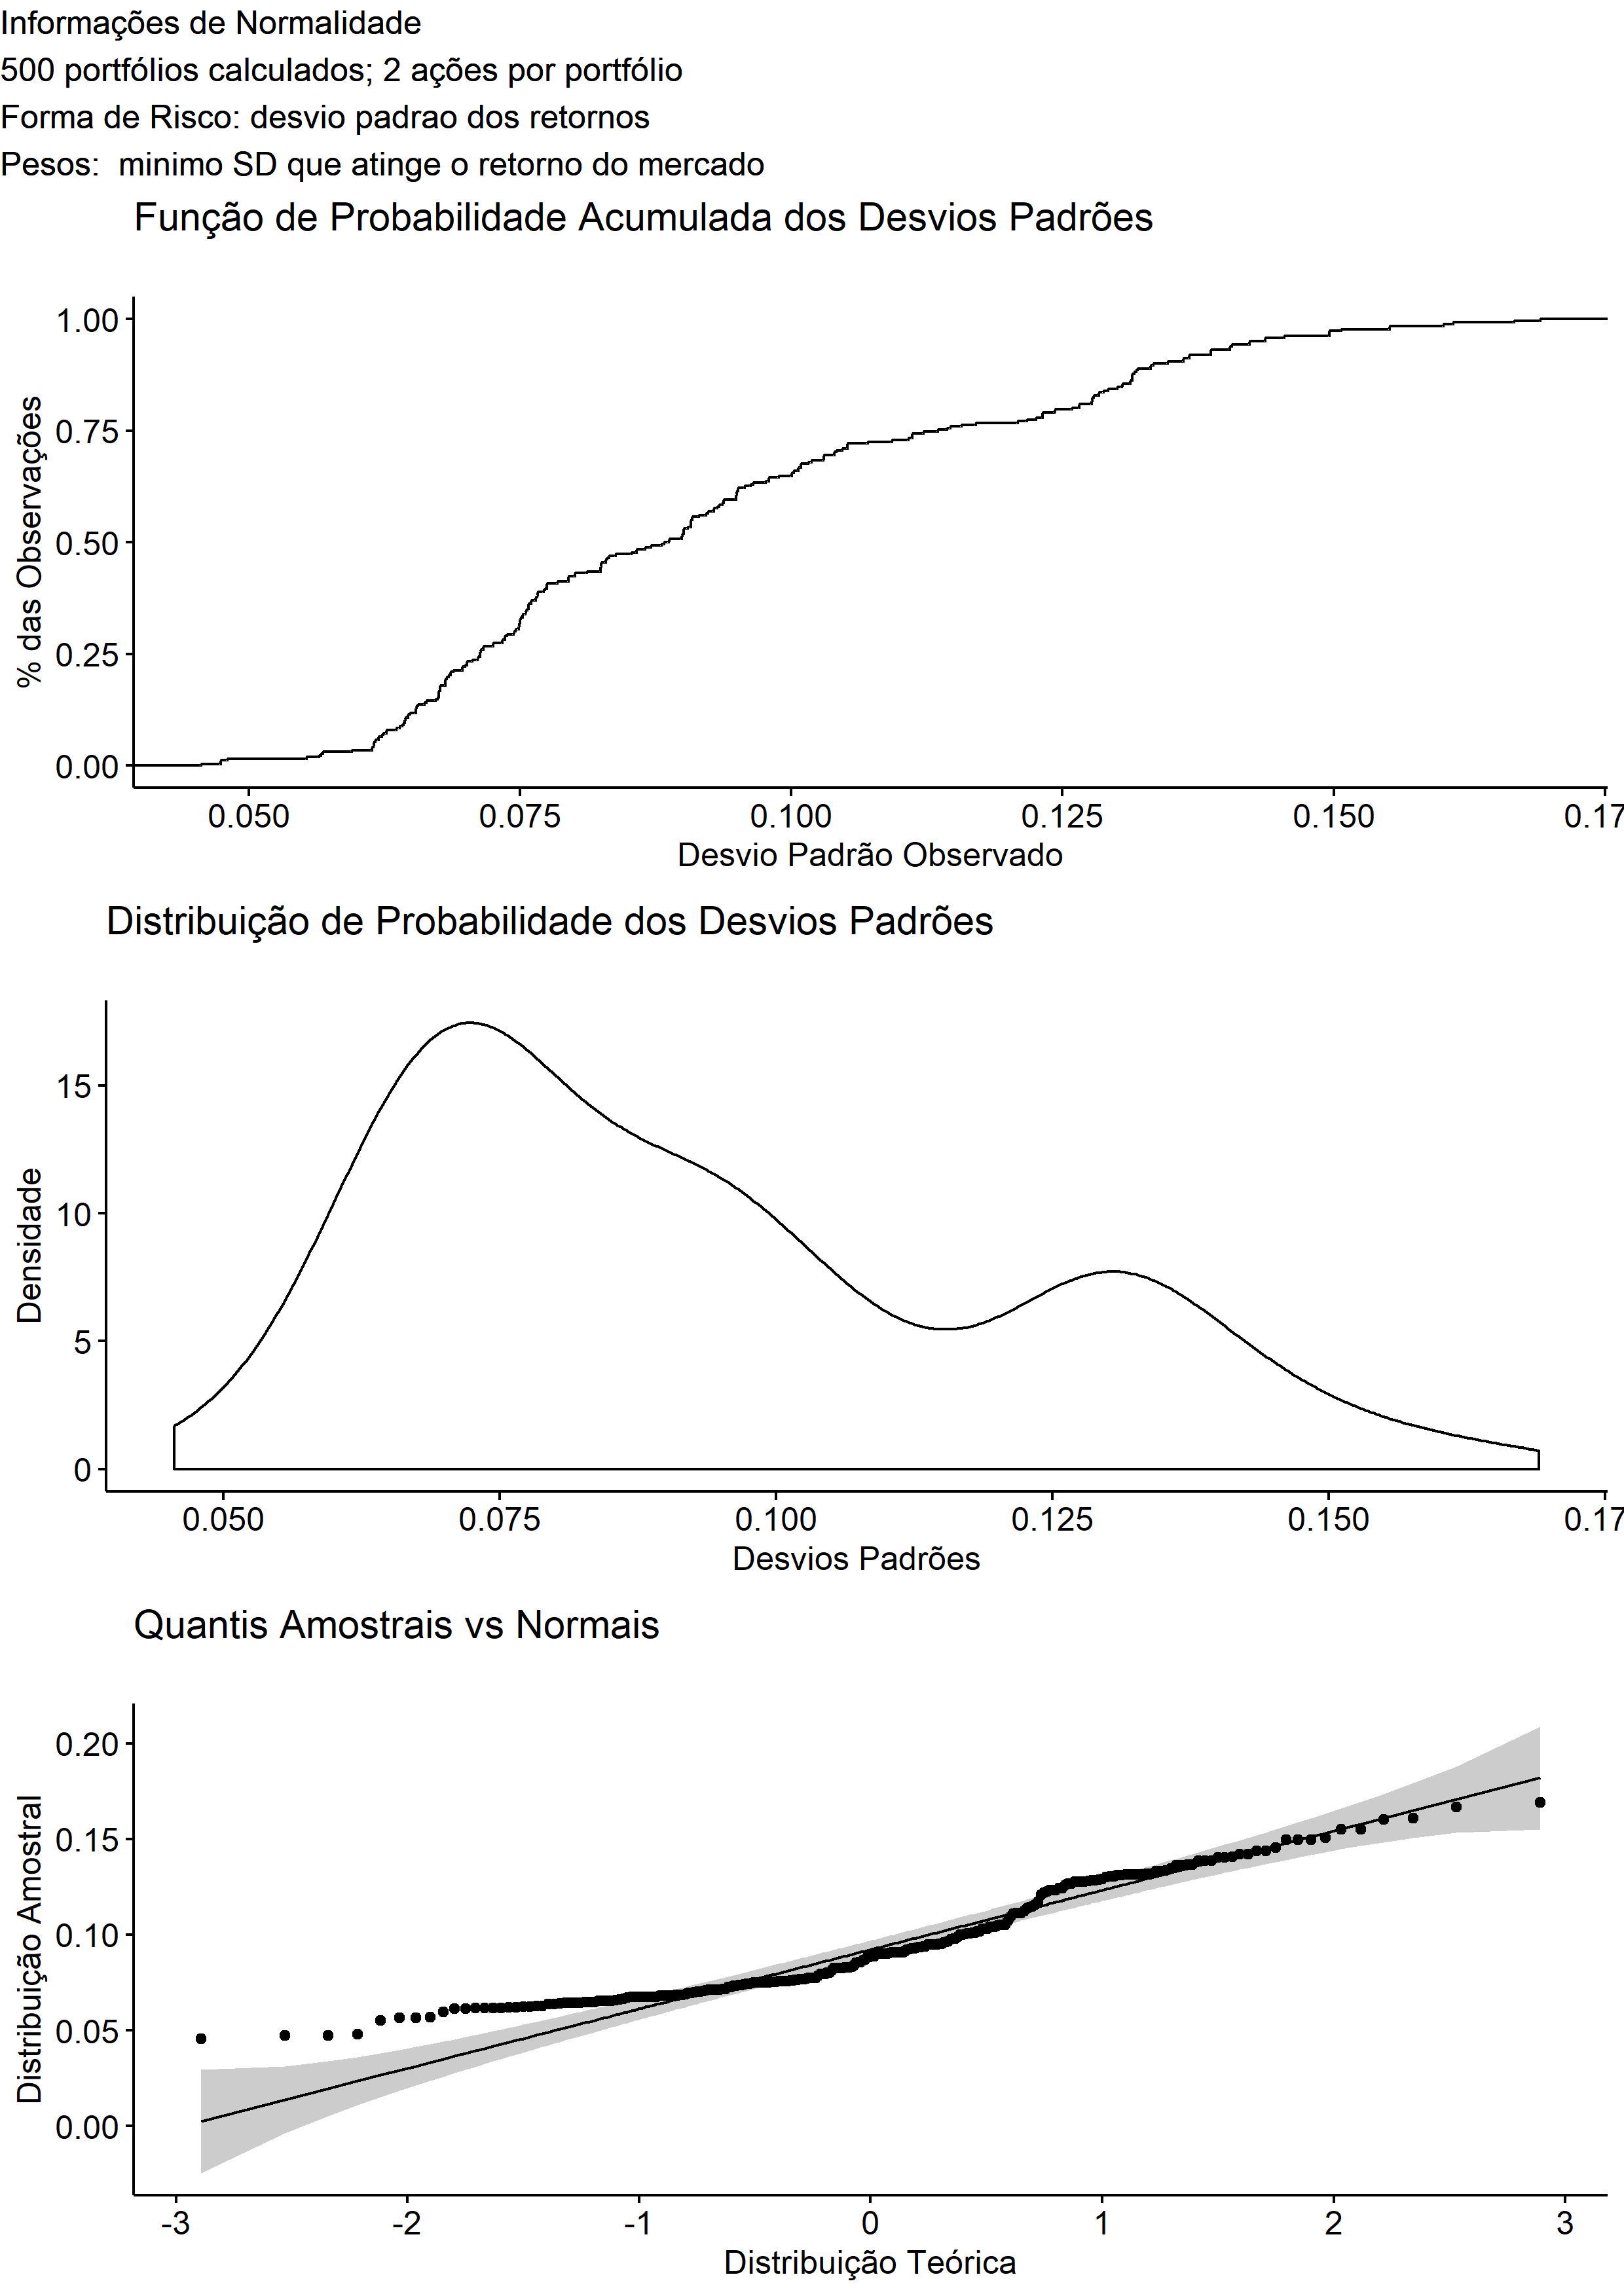 Informações de Normalidade
500 portfólios calculados; 2 ações por portfólio
Forma de Risco: desvio padrao dos retornos
Pesos:  minimo SD que atinge o retorno do mercado
Função de Probabilidade Acumulada dos Desvios Padrões
% das Observações
1.00
0.75
0.50
0.25
0.00
0.050 0.075 0.100 0.125 0.150 0.17
Desvio Padrão Observado
Distribuição de Probabilidade dos Desvios Padrões
Densidade
15
10
5
0
0.050 0.075 0.100 0.125 0.150 0.17
Desvios Padrões
Quantis Amostrais vs Normais
Distribuição Amostral
0.20
0.15
0.10
0.05
0.00
-3 -2 -1 0 1 2 3
Distribuição Teórica